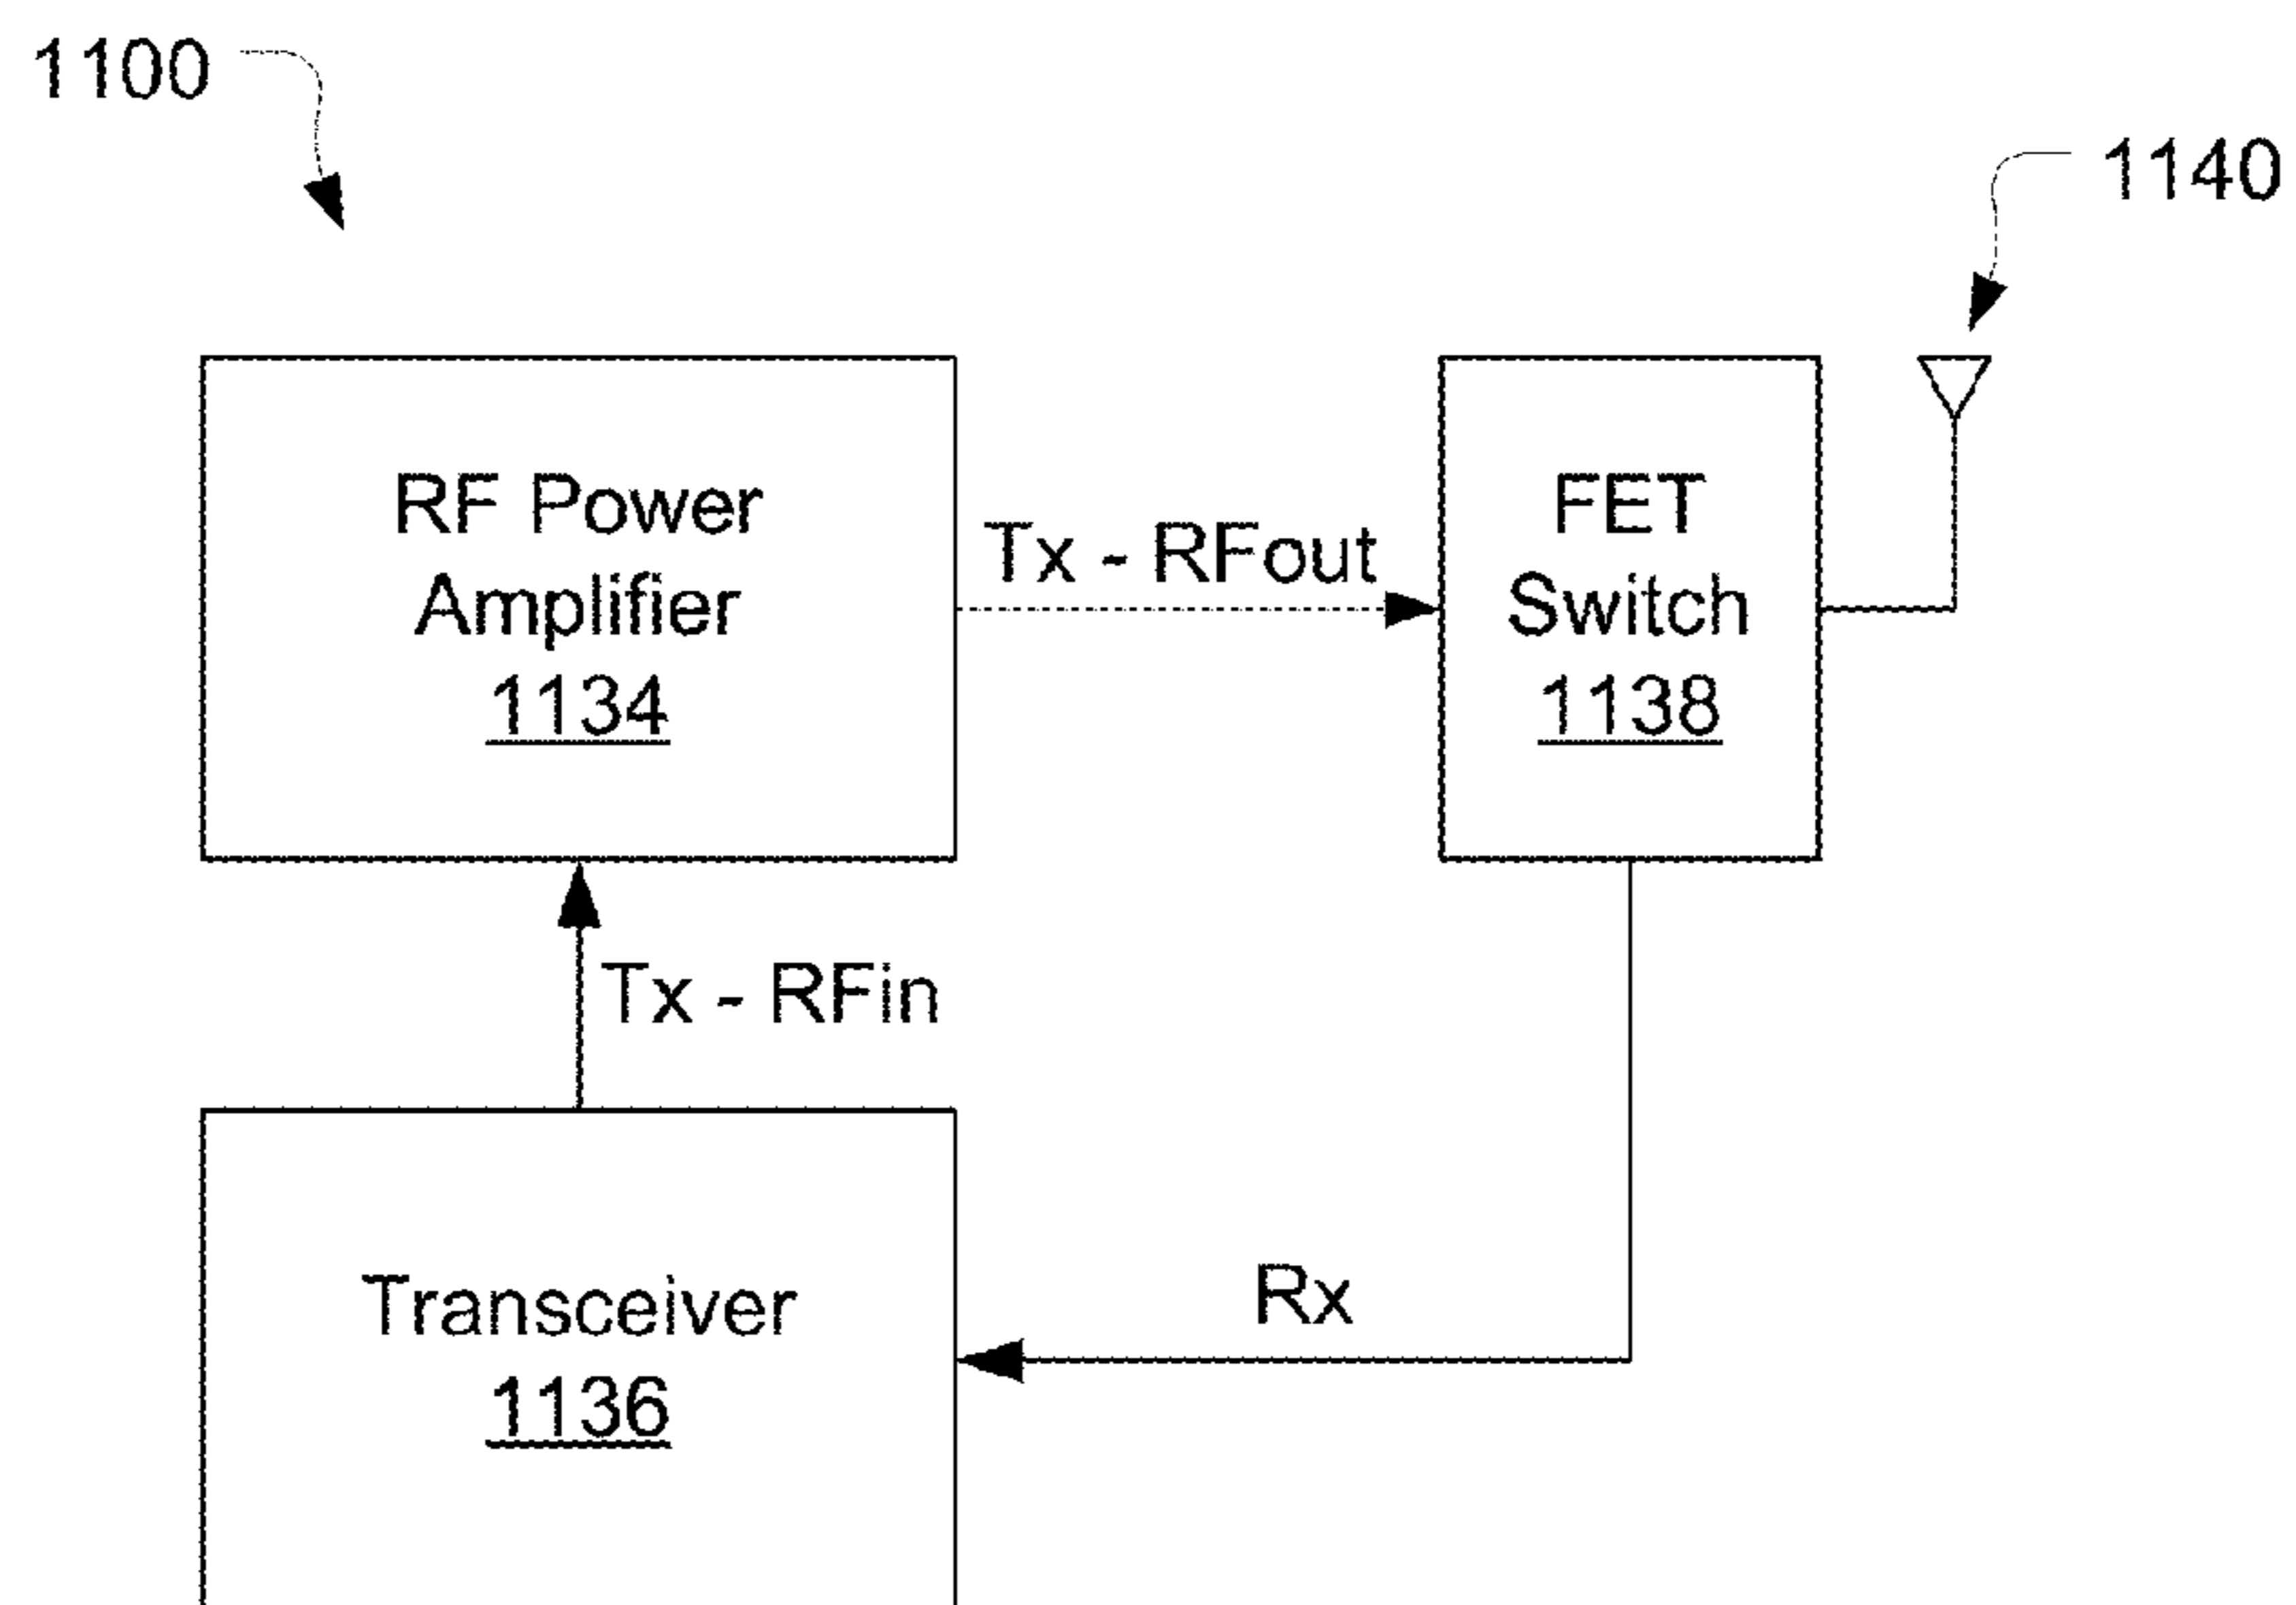 1100
1140
RF Power
Amplifier
1134
Tx - RFout
FET
Switch
1138
Tx - RFin
Transceiver
1136
Rx